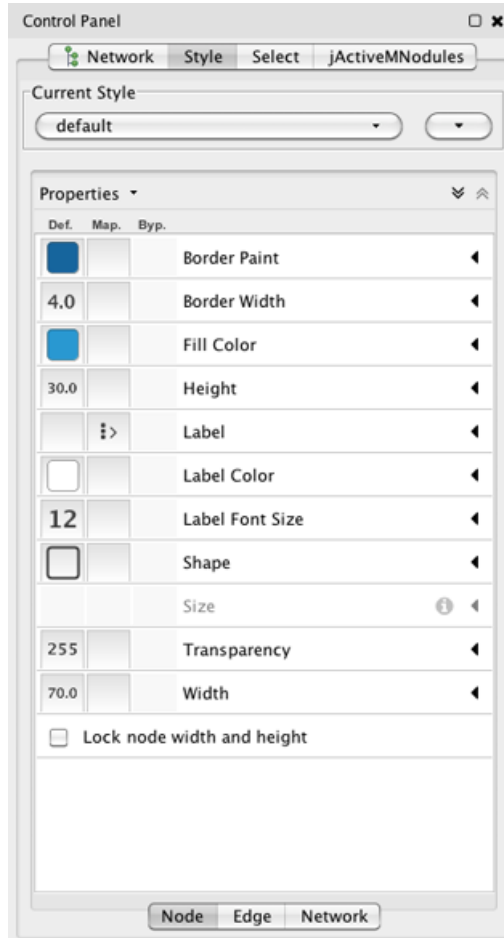 Control Panel
Network Style Select jActiveMNodules
Current Style
default
Properties
Def. Map. Byp.
Border Paint
4.0 Border Width
Fill Color
30.0 Height
Label
Label Color
12 Label Font Size
Shape
Size
255 Transparency
70.0 Width
Lock node width and height
Node Edge Network